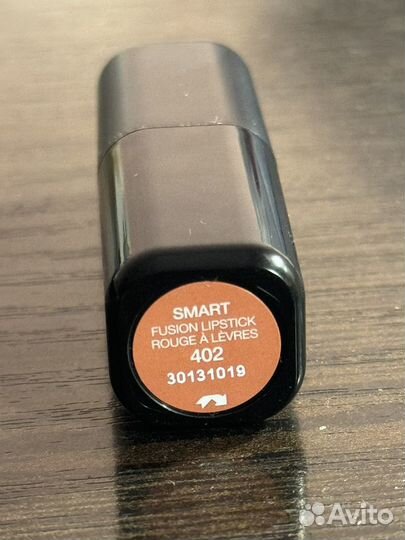 SMART
FUSION LIPSTICK
ROUGE À LÈVRES
402
30131019
Avito